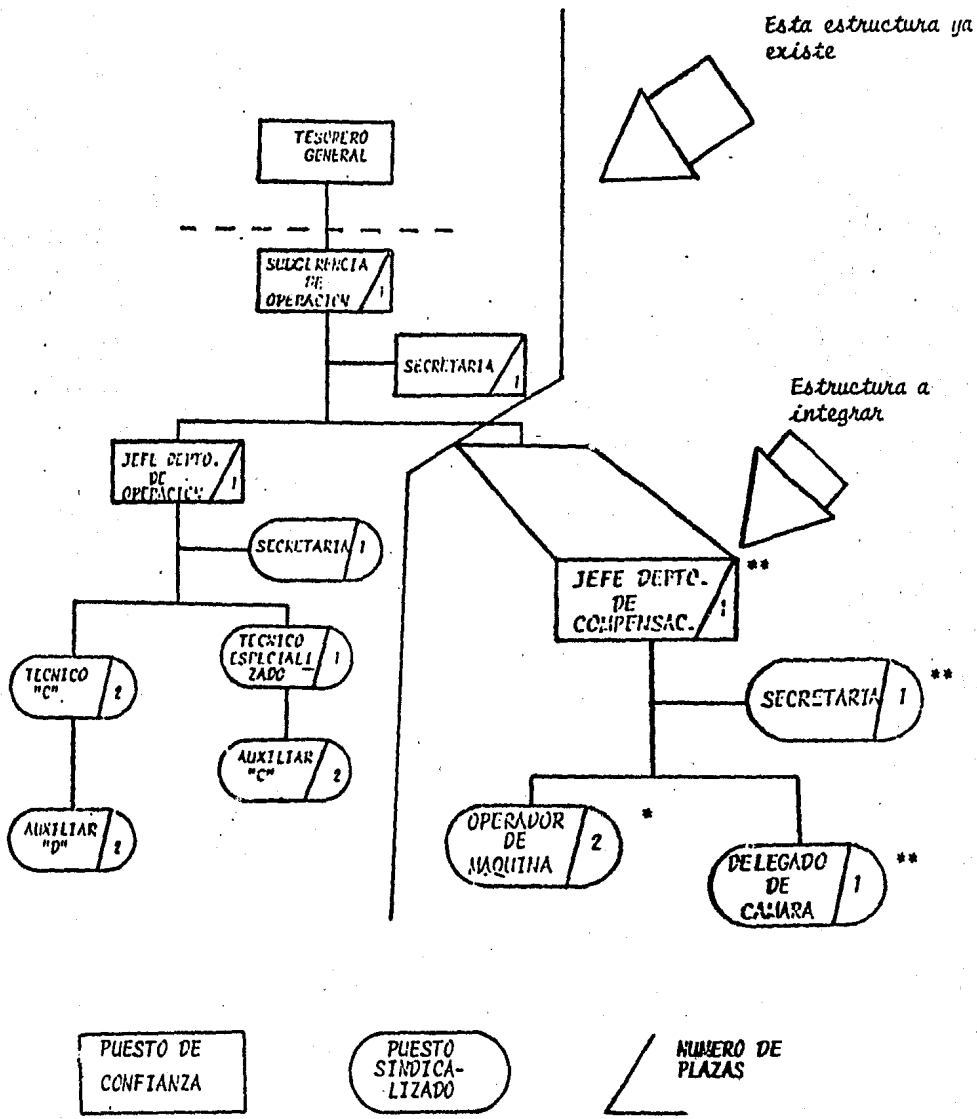 Esta estructura ya
existe
TESORERO
GENERAL
SUBGERENCIA
DE
OPERACION
1
SECRETARIA
1
Estructura a
integrar
JEFE DEPTO.
DE
OPERACION
1
SECRETARIA 1
JEFE DEPTO.
DE
COMPENSAC.
1
**
TECNICO
ESPECIALI
ZADO
1
TECNICO
"C".
2
SECRETARIA 1
**
AUXILIAR
"C"
2
OPERADOR
DE
MAQUINA
2
*
AUXILIAR
"D"
2
DELEGADO
DE
CAMARA
1
**
PUESTO DE
CONFIANZA
PUESTO
SINDICA-
LIZADO
NUMERO DE
PLAZAS